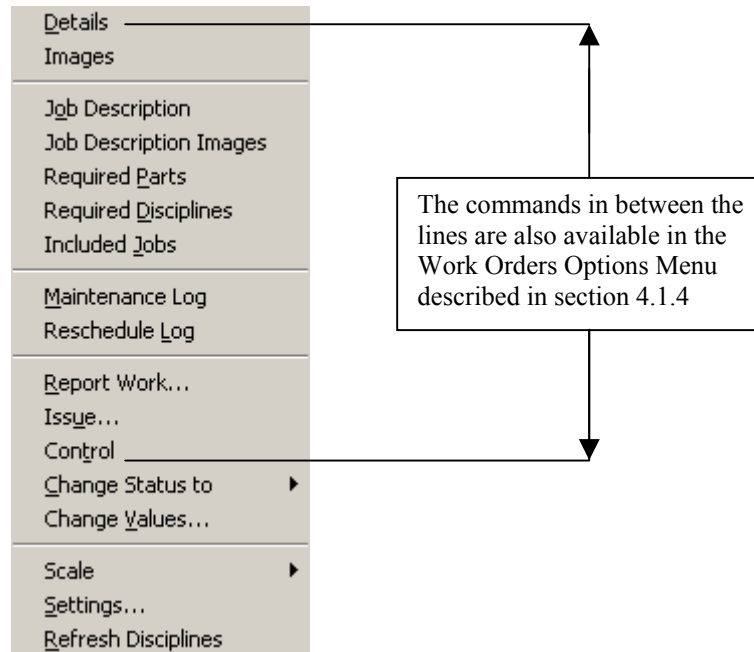 Details
Images
Job Description
Job Description Images
Required Parts
Required Disciplines
Included Jobs
Maintenance Log
Reschedule Log
Report Work...
Issue...
Control
Change Status to
Change Values...
Scale
Settings...
Refresh Disciplines
The commands in between the
lines are also available in the
Work Orders Options Menu
described in section 4.1.4